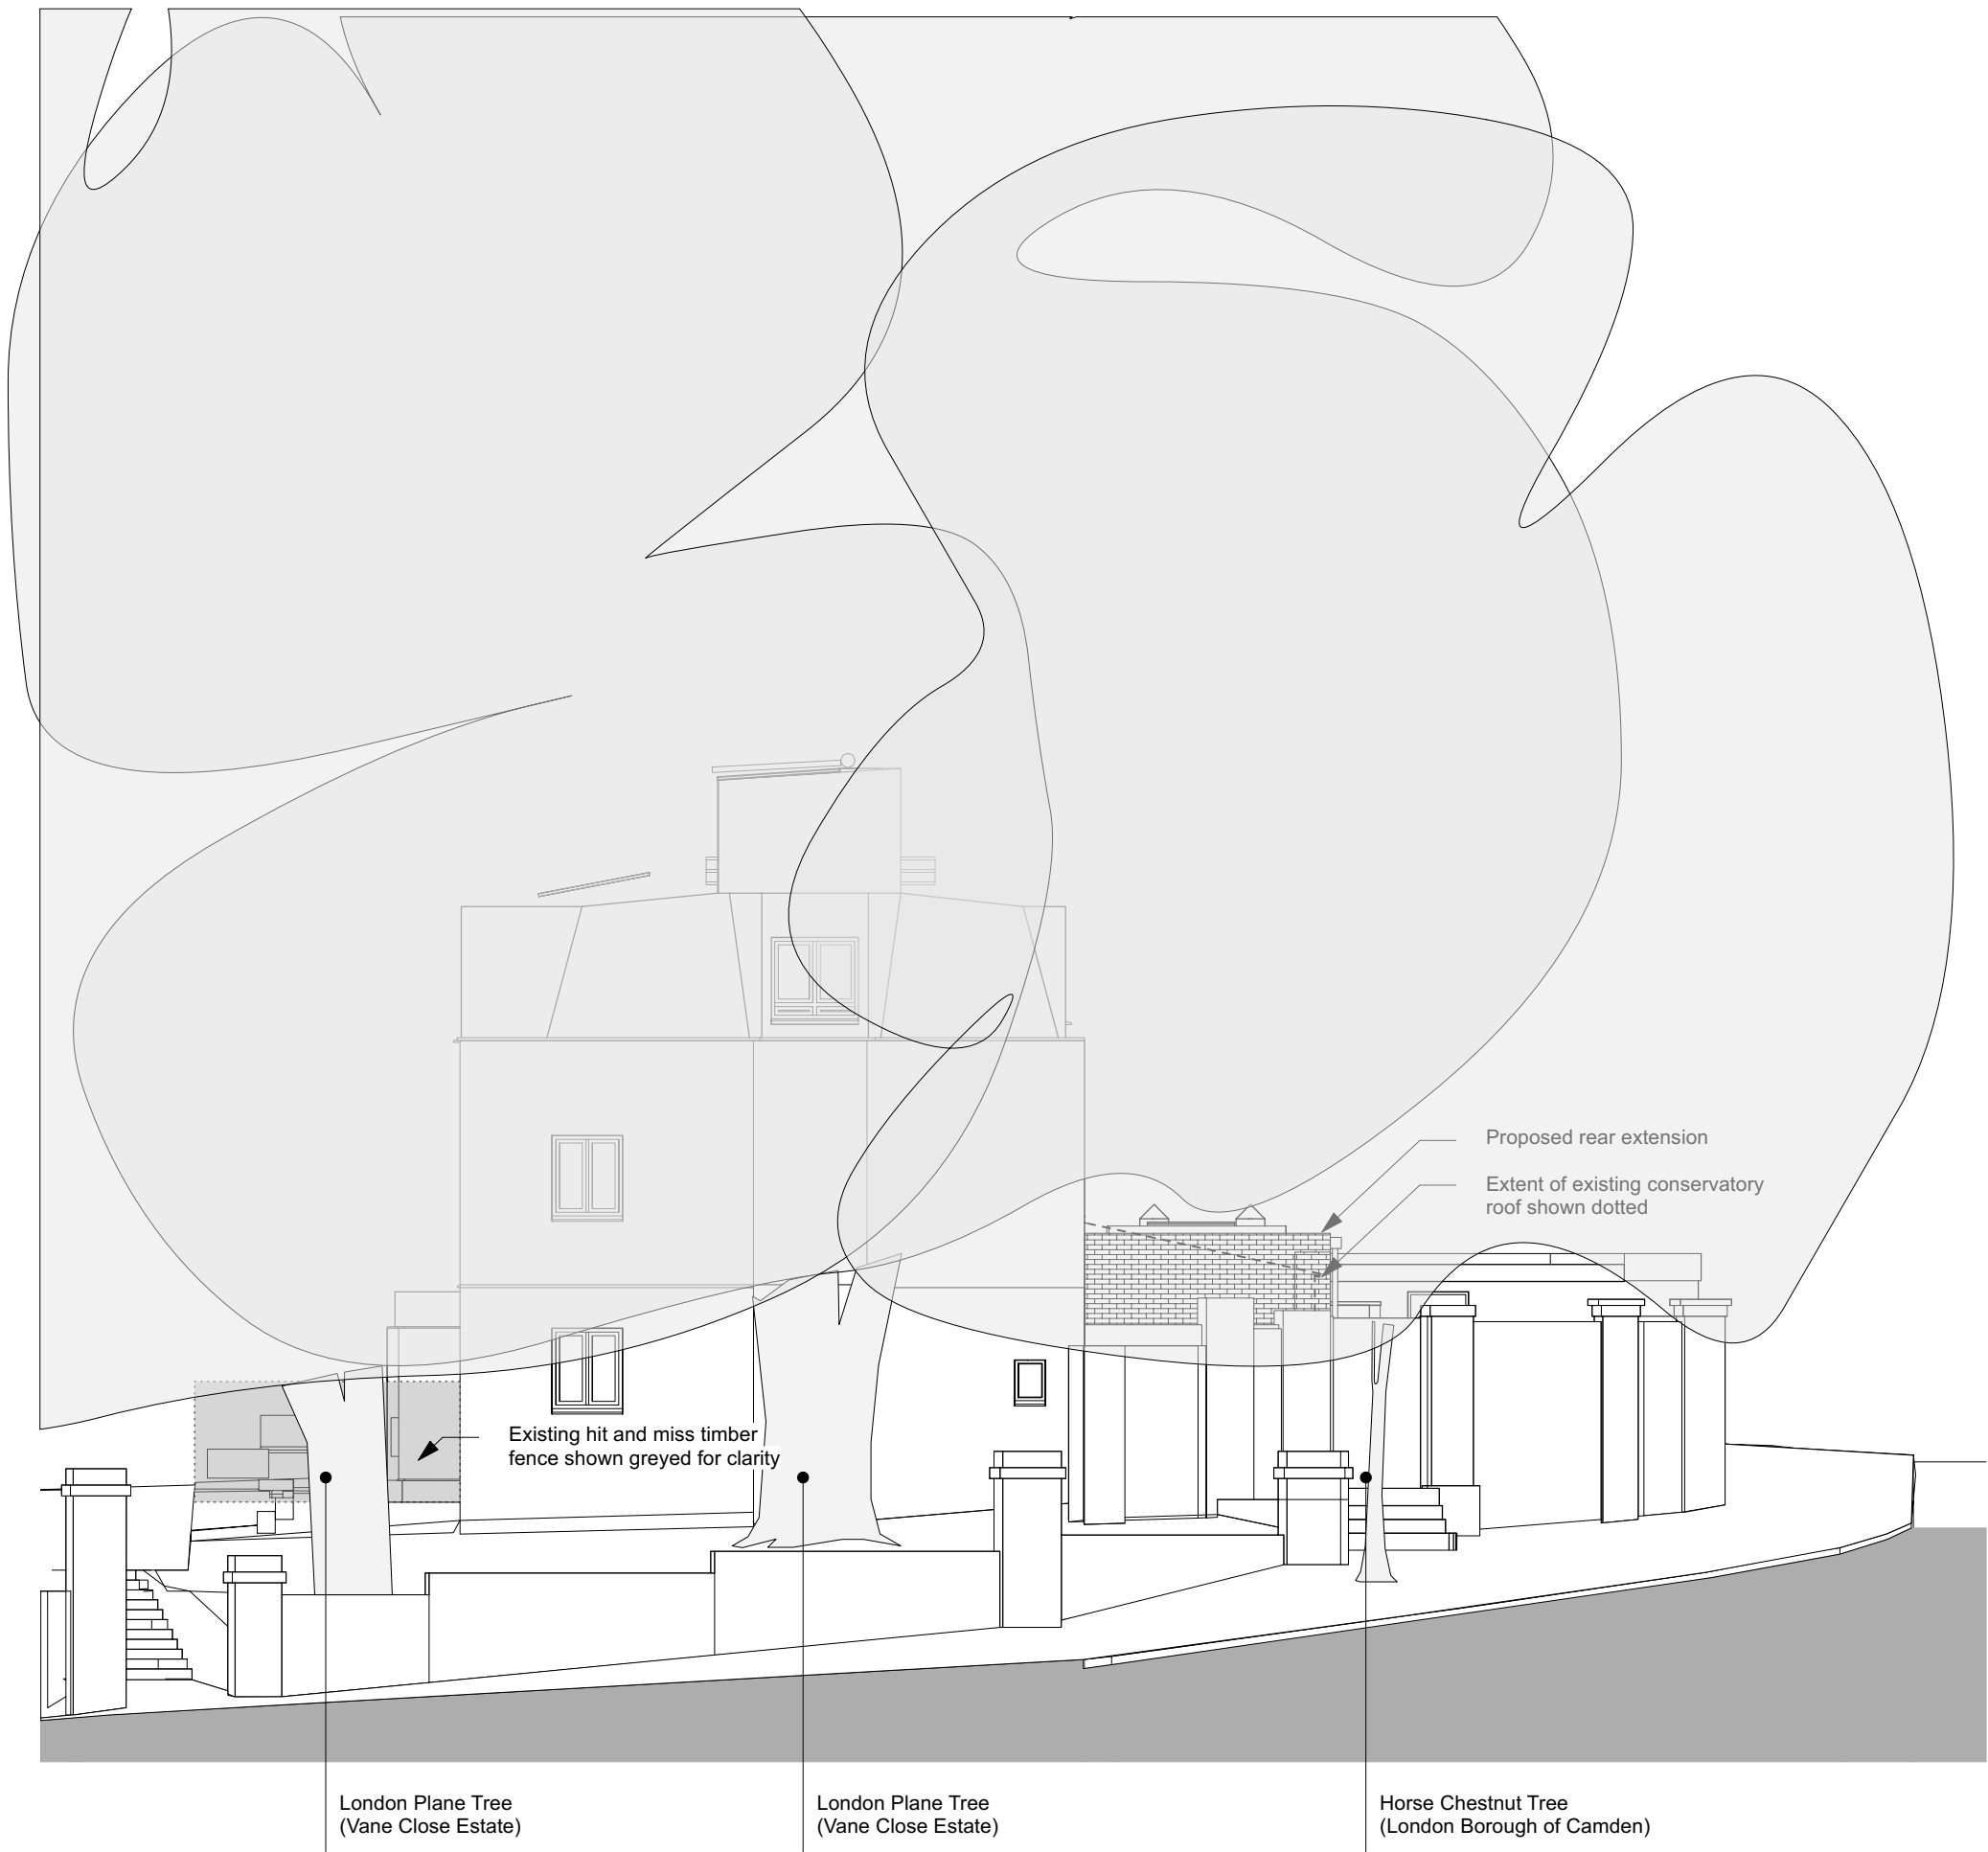 Proposed rear extension
Extent of existing conservatory
roof shown dotted
Existing hit and miss timber
fence shown greyed for clarity
London Plane Tree
(Vane Close Estate)
London Plane Tree
(Vane Close Estate)
Horse Chestnut Tree
(London Borough of Camden)